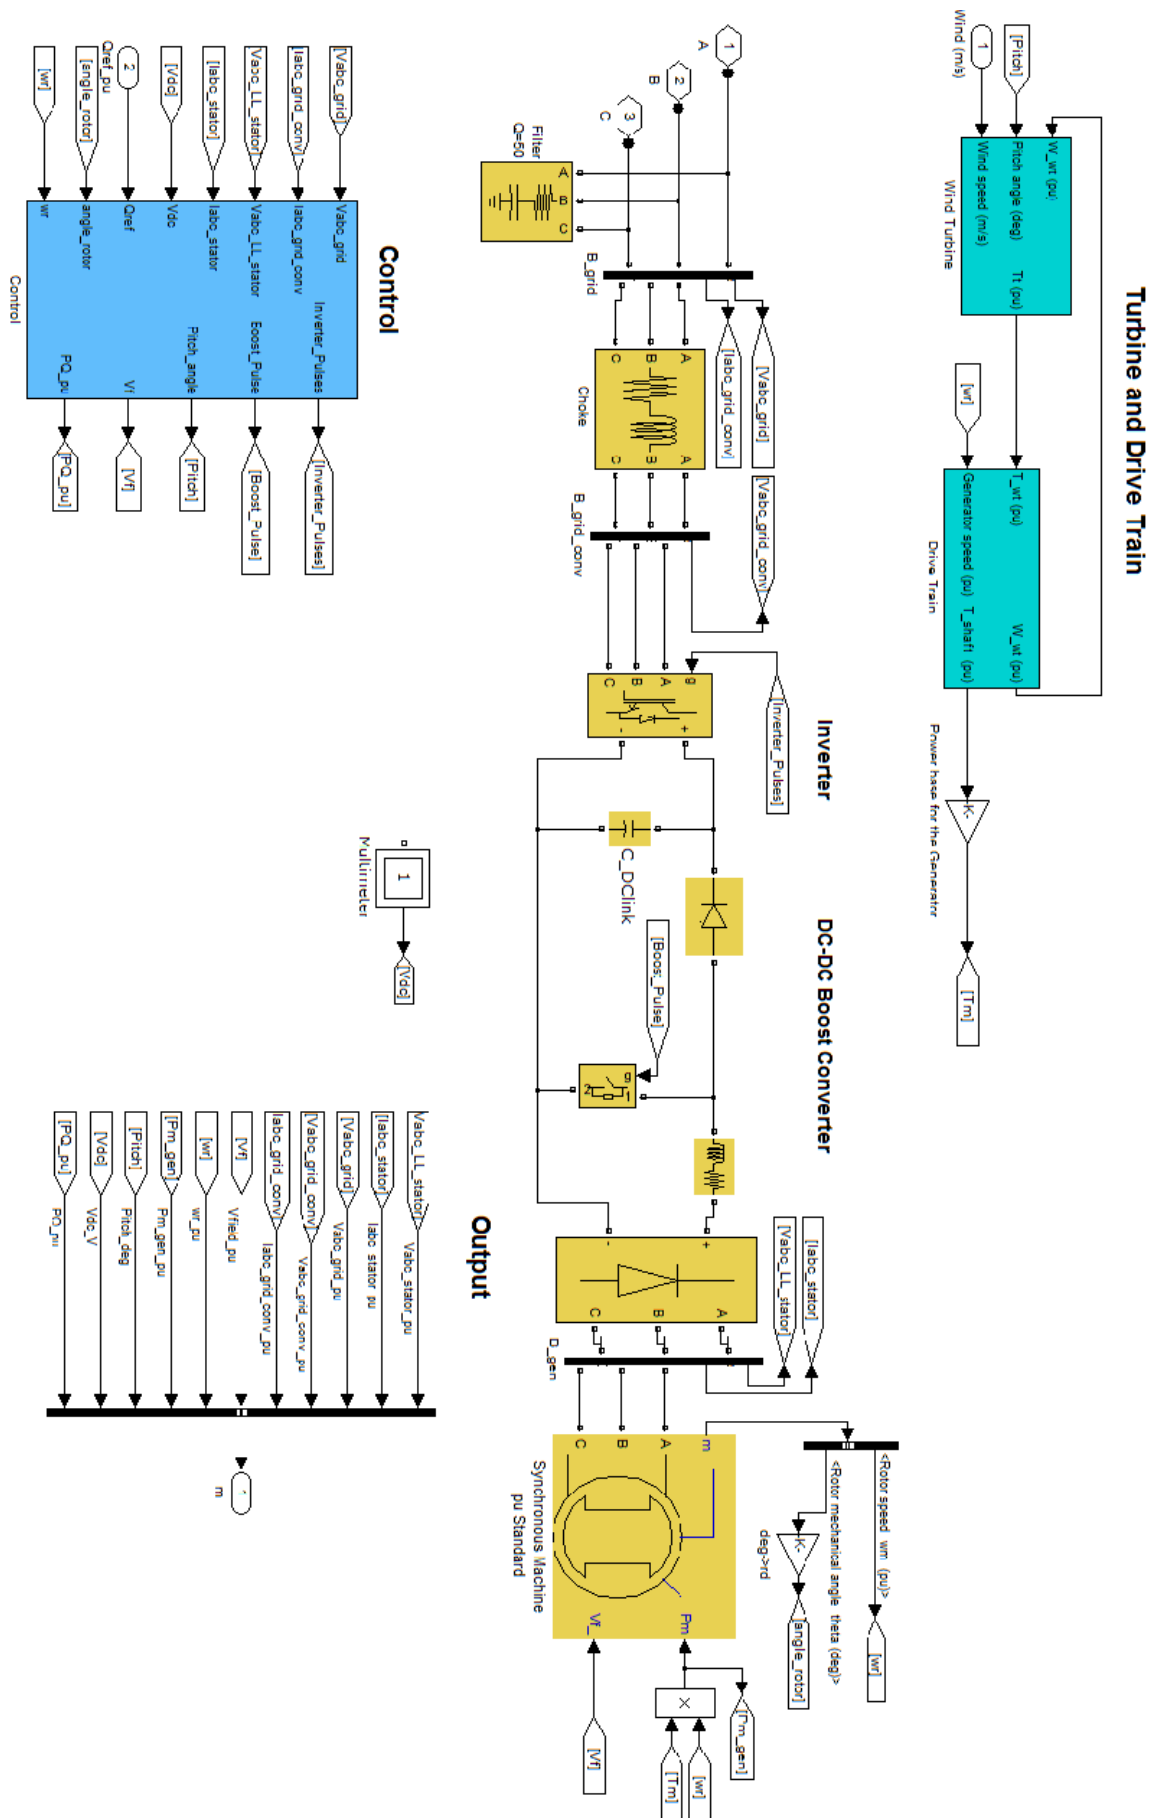 Turbine and Drive Train
[Pitch]
1
Wind (m/s)
W_wt (pu)
Pitch angle (deg)
Wind speed (m/s)
Tt (pu)
Wind Turbine
[wr]
T_wt (pu)
Generator speed (pu)
W_wt (pu)
T_shaft (pu)
Drive Train
-K-
Power base for the Generator
[Tm]
Inverter
DC-DC Boost Converter
1
A
2
B
3
C
Filter
Q=50
A
B
C
B_grid
[Vabc_grid]
[Iabc_grid_conv]
A
B
C
A
B
C
Choke
B_grid_conv
[Vabc_grid_conv]
[Inverter_Pulses]
g
A
B
C
+
-
C_DClink
[Boost_Pulse]
g
1
2
+
-
A
B
C
[Iabc_stator]
[Vabc_LL_stator]
B_gen
m
A
B
C
Pm
Vf_
Synchronous Machine
pu Standard
<Rotor speed wm (pu)>
<Rotor mechanical angle theta (deg)>
[wr]
-K-
deg->rd
[angle_rotor]
[Pm_gen]
×
[wr]
[Tm]
[Vf]
Control
[Vabc_grid]
[Iabc_grid_conv]
[Vabc_LL_stator]
[Iabc_stator]
[Vdc]
2
Qref_pu
[angle_rotor]
[wr]
Vabc_grid
Iabc_grid_conv
Vabc_LL_stator
Iabc_stator
Vdc
Qref
angle_rotor
wr
Inverter_Pulses
Boost_Pulse
Pitch_angle
Vf
PQ_pu
Control
[Inverter_Pulses]
[Boost_Pulse]
[Pitch]
[Vf]
[PQ_pu]
1
Multimeter
[Vdc]
Output
[Vabc_LL_stator]
Vabc_stator_pu
[Iabc_stator]
Iabc_stator_pu
[Vabc_grid]
Vabc_grid_pu
[Vabc_grid_conv]
Vabc_grid_conv_pu
[Iabc_grid_conv]
Iabc_grid_conv_pu
[Vf]
Vfield_pu
[wr]
wr_pu
[Pm_gen]
Pm_gen_pu
[Pitch]
Pitch_deg
[Vdc]
Vdc_V
[PQ_pu]
PQ_pu
1
m